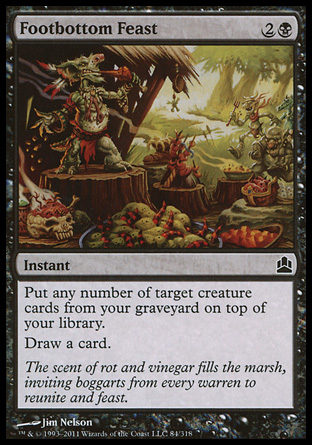 Footbottom Feast 2
Instant
Put any number of target creature
cards from your graveyard on top of
your library.
Draw a card.
The scent of rot and vinegar fills the marsh,
inviting boggarts from every warren to
reunite and feast.
Jim Nelson
™ & © 1993-2011 Wizards of the Coast LLC 84/318